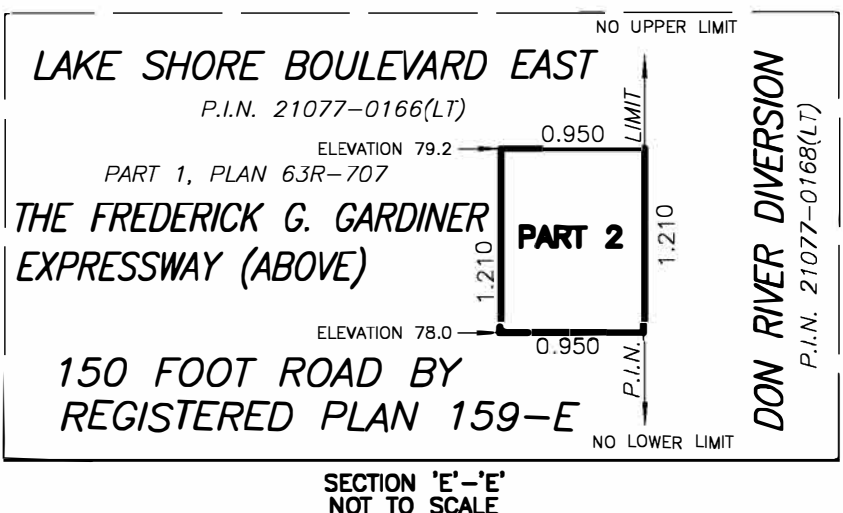 NO UPPER LIMIT
LAKE SHORE BOULEVARD EAST
P.I.N. 21077-0166(LT)
ELEVATION 79.2
0.950
LIMIT
PART 1, PLAN 63R-707
THE FREDERICK G. GARDINER
EXPRESSWAY (ABOVE)
1.210
PART 2
1.210
DON RIVER DIVERSION
P.I.N. 21077-0168(LT)
ELEVATION 78.0
0.950
P.I.N.
150 FOOT ROAD BY
REGISTERED PLAN 159-E
NO LOWER LIMIT
SECTION 'E'-'E'
NOT TO SCALE